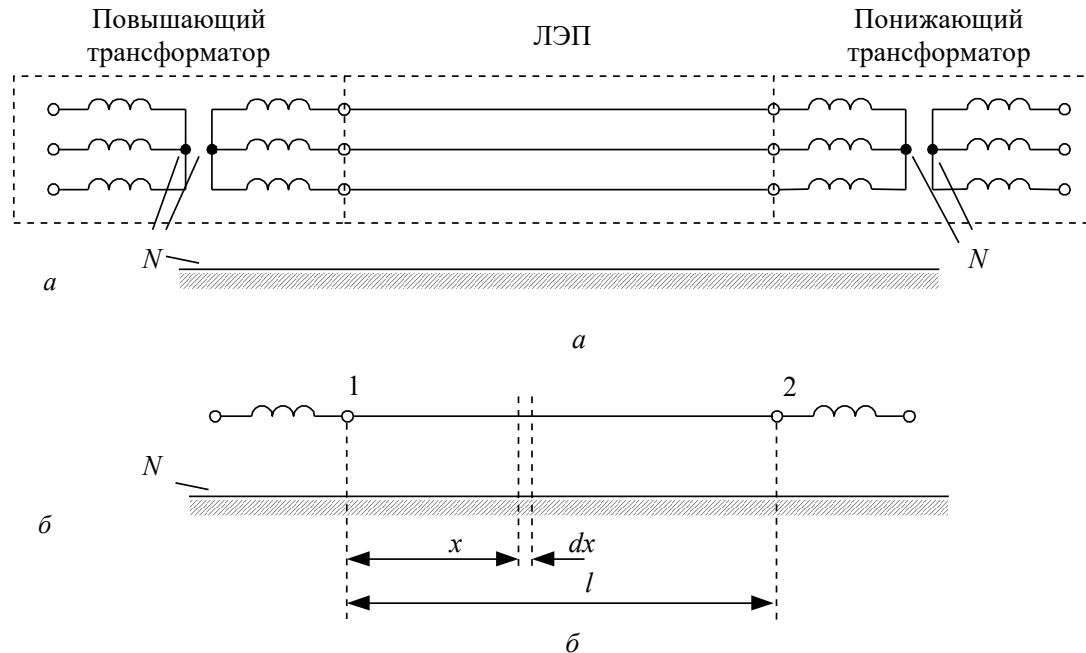 Повышающий
трансформатор
ЛЭП
Понижающий
трансформатор
N
N
а
а
1
2
N
б
x
dx
l
б